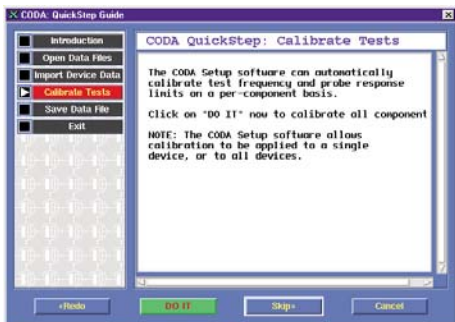 CODA: QuickStep Guide
Introduction
Open Data Files
Import Device Data
Calibrate Tests
Save Data File
Exit
CODA QuickStep: Calibrate Tests
The CODA Setup software can automatically
calibrate test frequency and probe response
limits on a per-component basis.
Click on "DO IT" now to calibrate all component
NOTE: The CODA Setup software allows
calibration to be applied to a single
device, or to all devices.
<Redo
DO IT
Skip>
Cancel